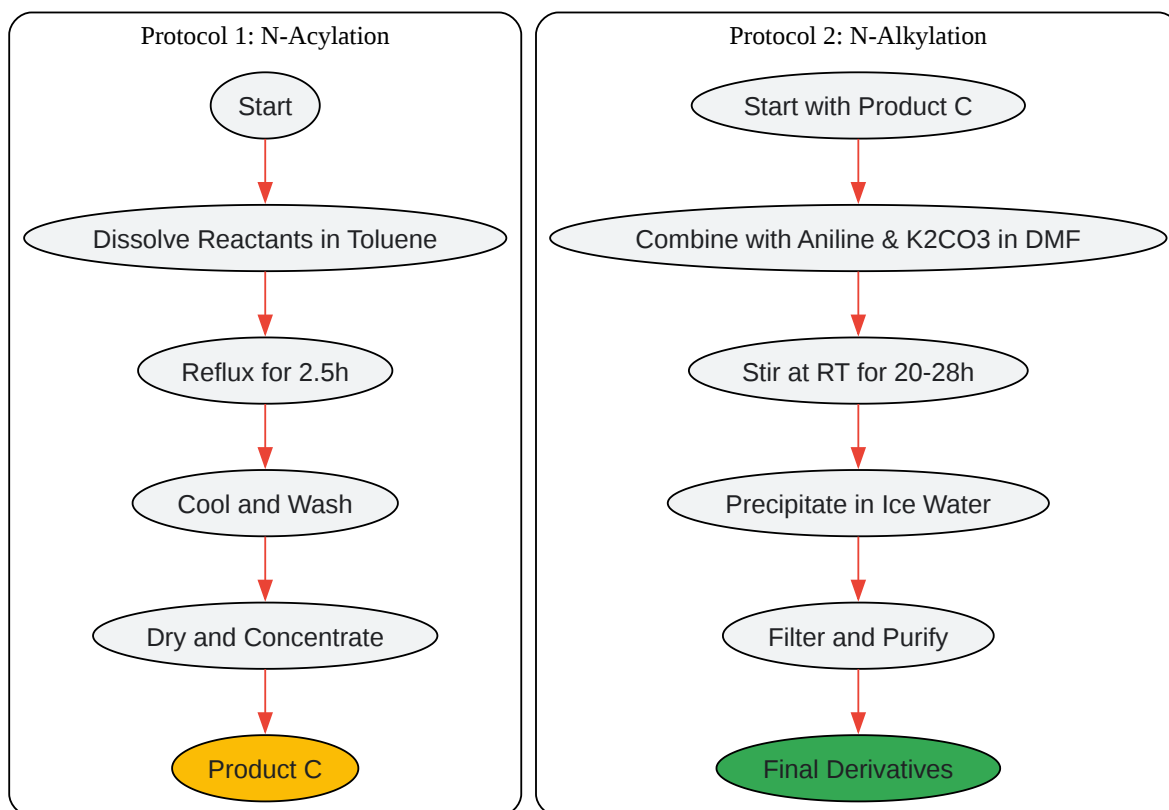 Protocol 1: N-Acylation
Start
Dissolve Reactants in Toluene
Reflux for 2.5h
Cool and Wash
Dry and Concentrate
Product C
Protocol 2: N-Alkylation
Start with Product C
Combine with Aniline & K2CO3 in DMF
Stir at RT for 20-28h
Precipitate in Ice Water
Filter and Purify
Final Derivatives